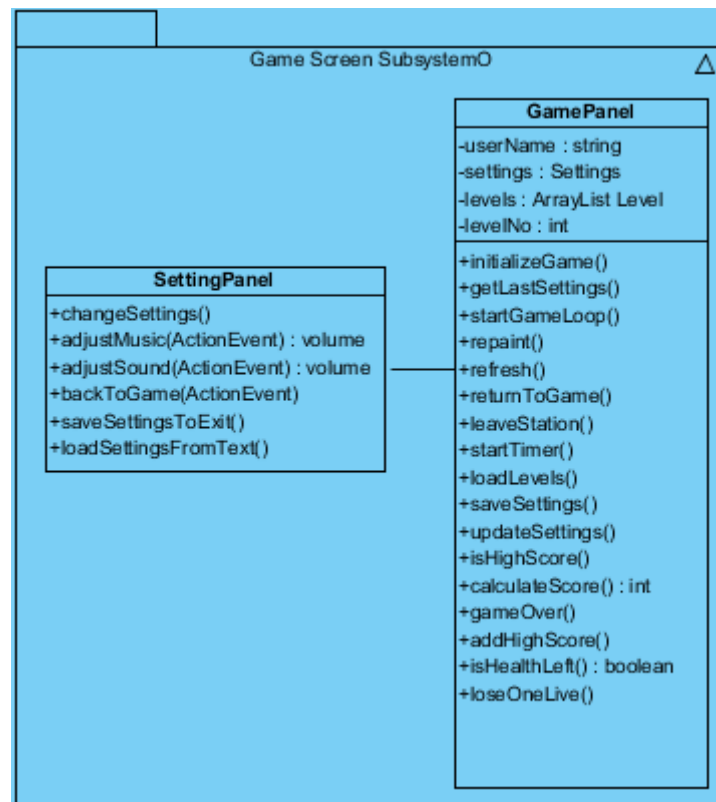 Game Screen SubsystemO
GamePanel
-userName : string
-settings : Settings
-levels : ArrayList Level
-levelNo : int
+initializeGame()
+getLastSettings()
+startGameLoop()
+repaint()
+refresh()
+returnToGame()
+leaveStation()
+startTimer()
+loadLevels()
+saveSettings()
+updateSettings()
+isHighScore()
+calculateScore() : int
+gameOver()
+addHighScore()
+isHealthLeft() : boolean
+loseOneLive()
SettingPanel
+changeSettings()
+adjustMusic(ActionEvent) : volume
+adjustSound(ActionEvent) : volume
+backToGame(ActionEvent)
+saveSettingsToExit()
+loadSettingsFromText()